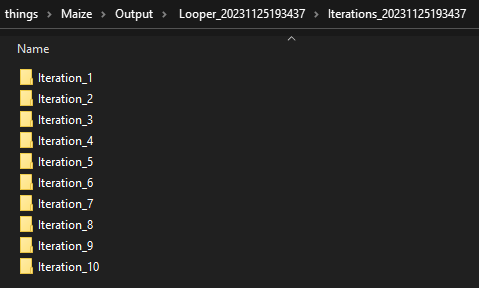 things > Maize > Output > Looper_20231125193437 > Iterations_20231125193437
Name
Iteration_1
Iteration_2
Iteration_3
Iteration_4
Iteration_5
Iteration_6
Iteration_7
Iteration_8
Iteration_9
Iteration_10